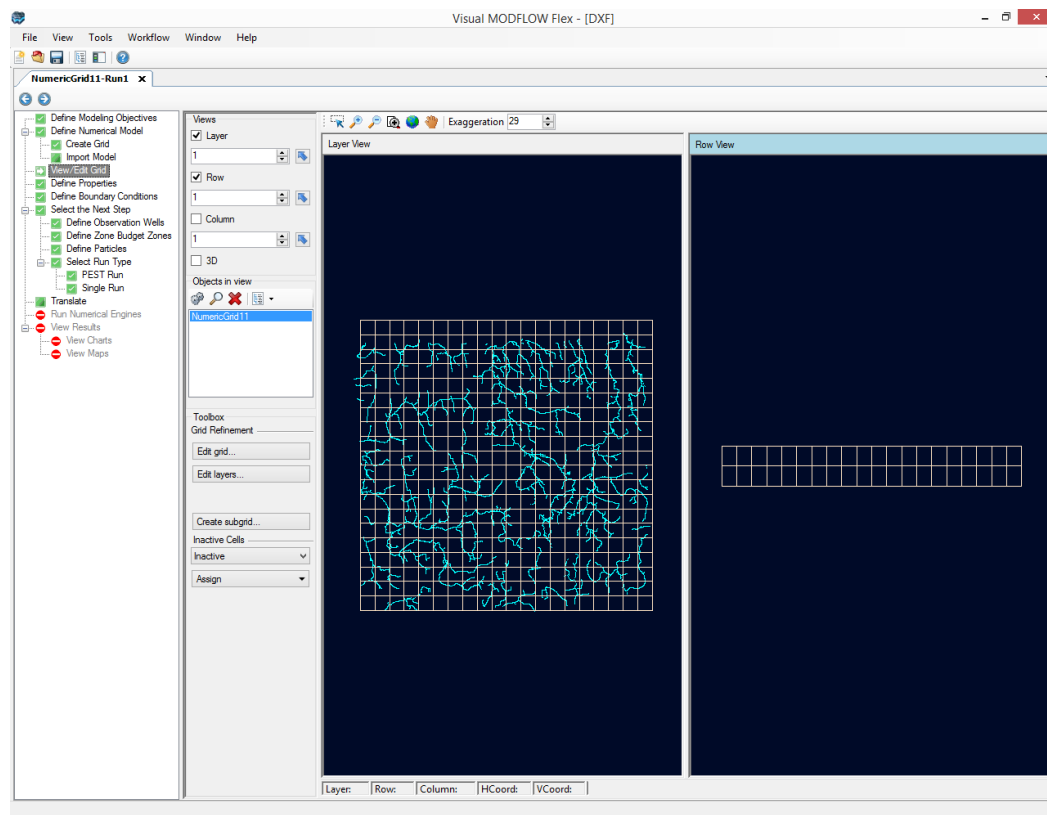 Visual MODFLOW Flex - [DXF]
File View Tools Workflow Window Help
NumericGrid11-Run1
Define Modeling Objectives
Define Numerical Model
Create Grid
Import Model
View/Edit Grid
Define Properties
Define Boundary Conditions
Select the Next Step
Define Observation Wells
Define Zone Budget Zones
Define Particles
Select Run Type
PEST Run
Single Run
Translate
Run Numerical Engines
View Results
View Charts
View Maps
Views
Layer
1
Row
1
Column
1
3D
Objects in view
NumericGrid11
Toolbox
Grid Refinement
Edit grid...
Edit layers...
Create subgrid...
Inactive Cells
Inactive
Assign
Exaggeration 29
Layer View
Row View
Layer: Row: Column: HCoord: VCoord: